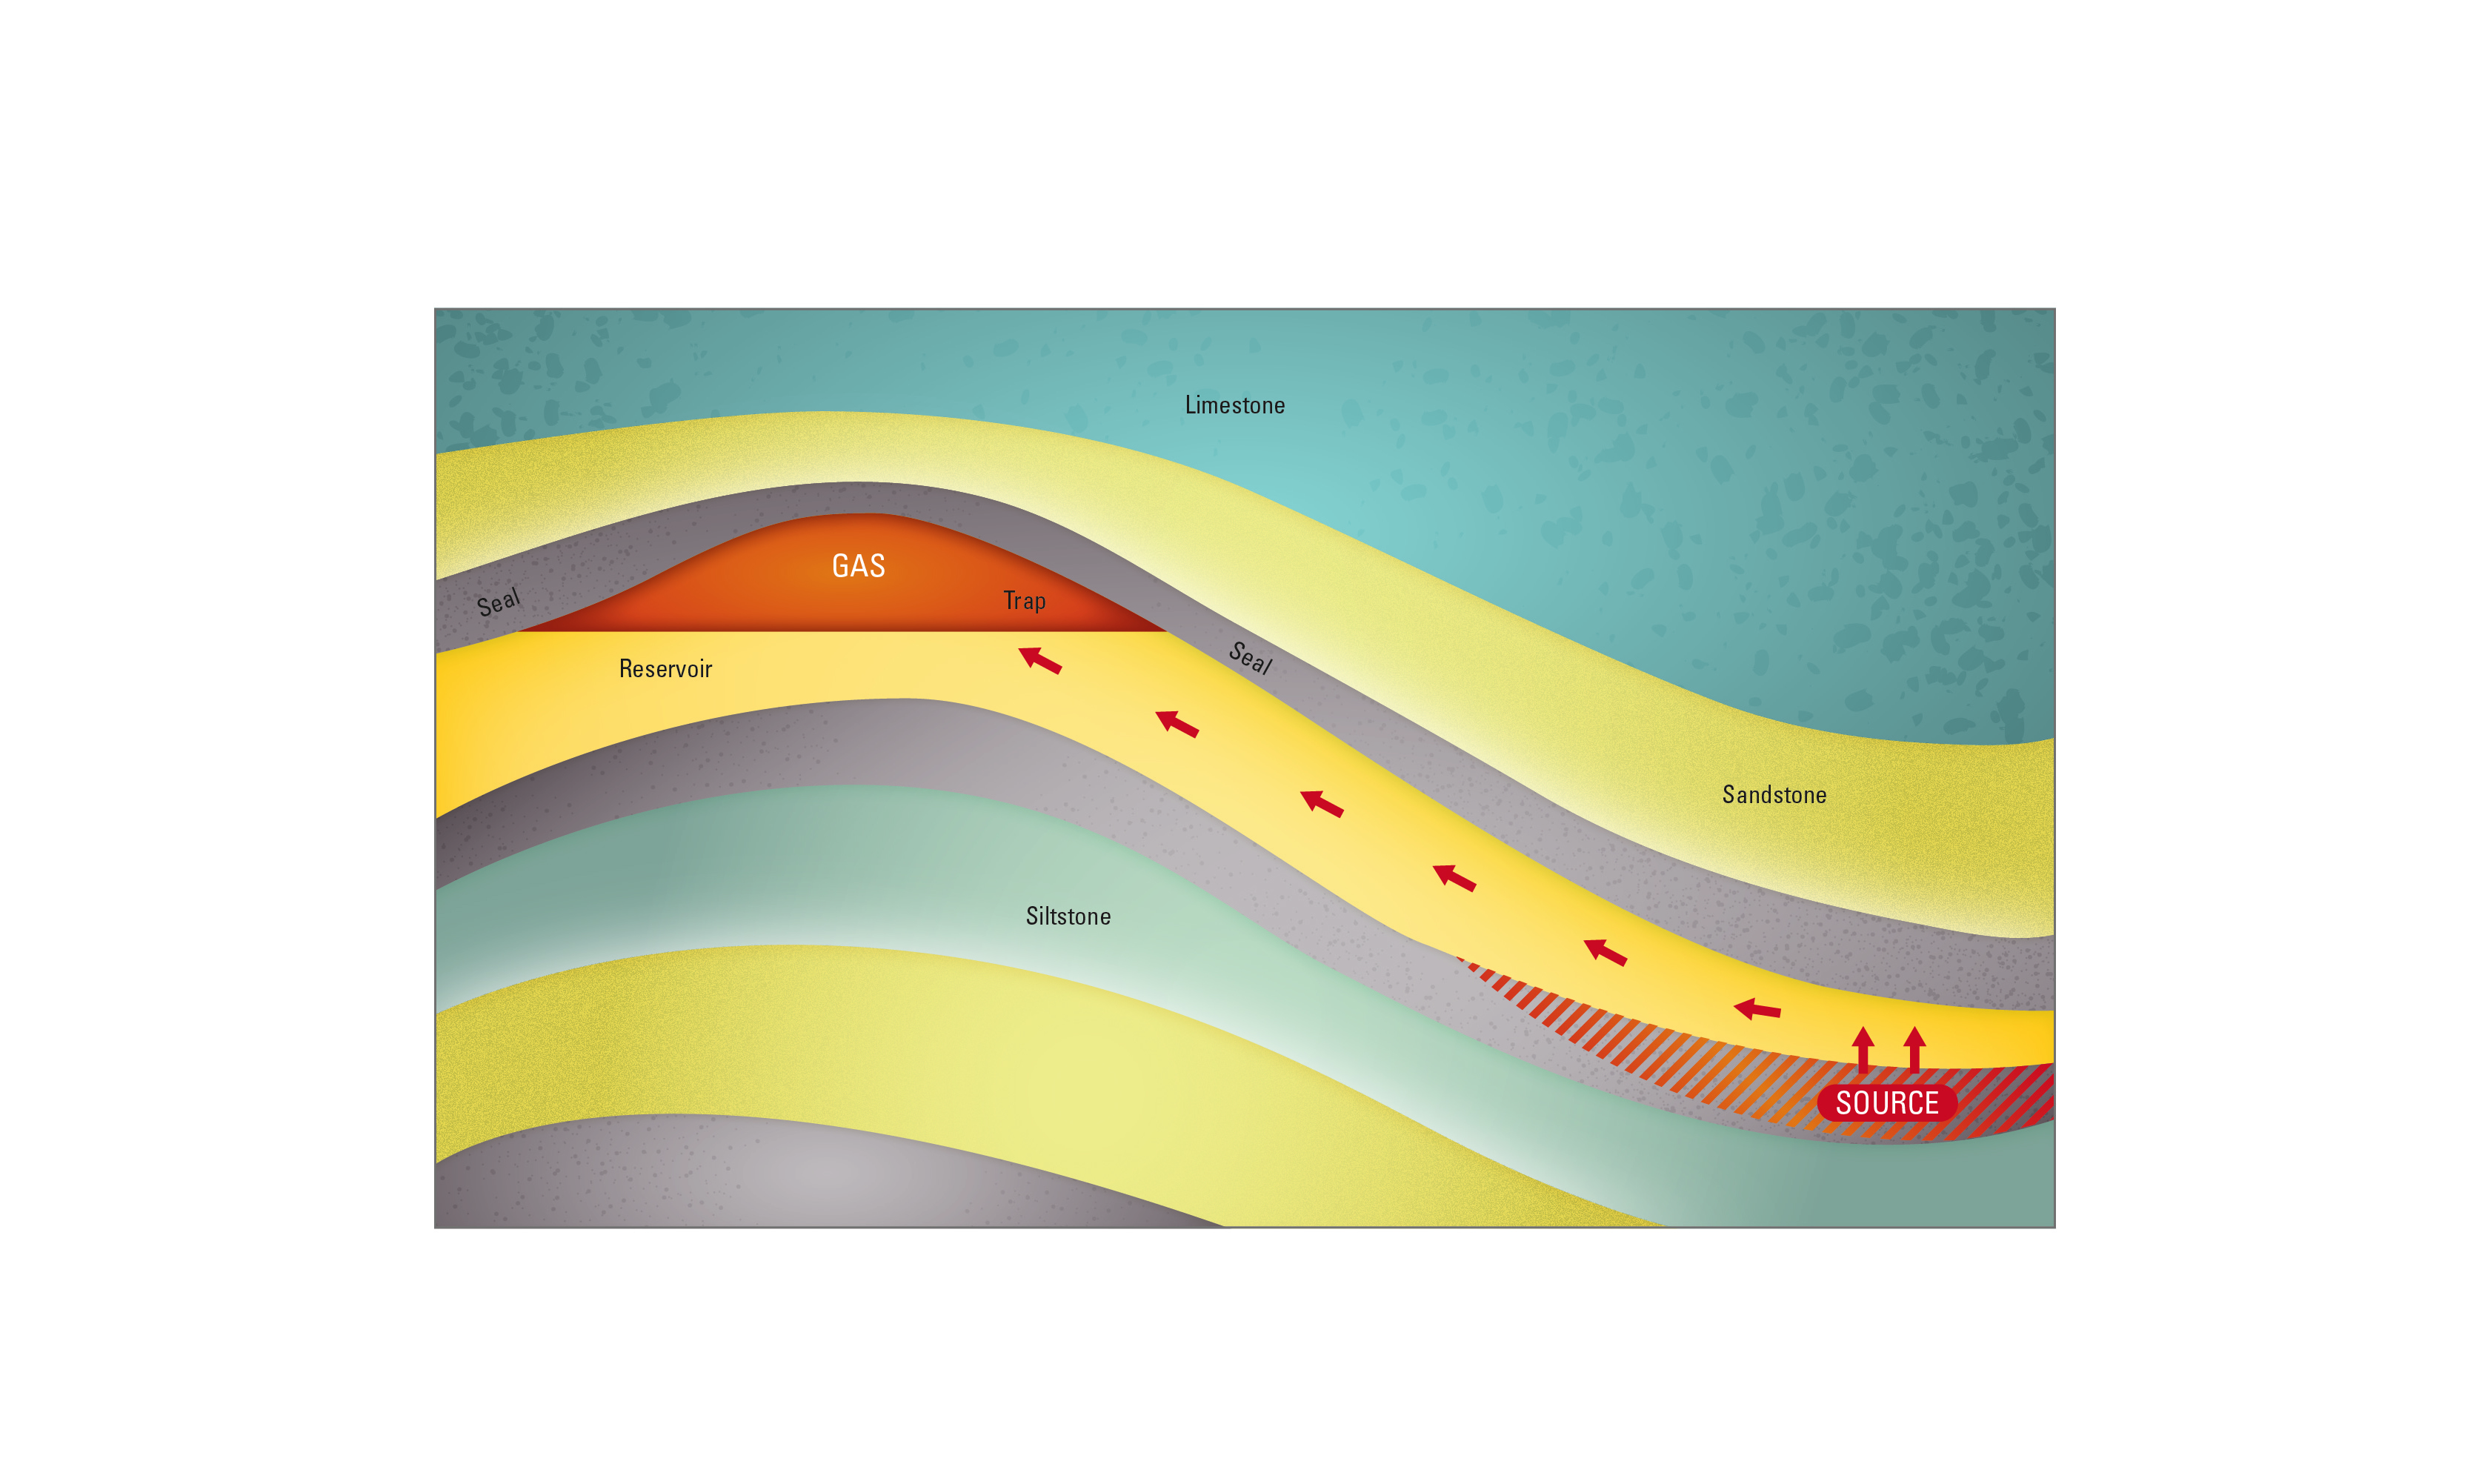 Limestone
GAS
Seal
Trap
Seal
Reservoir
Sandstone
Siltstone
SOURCE